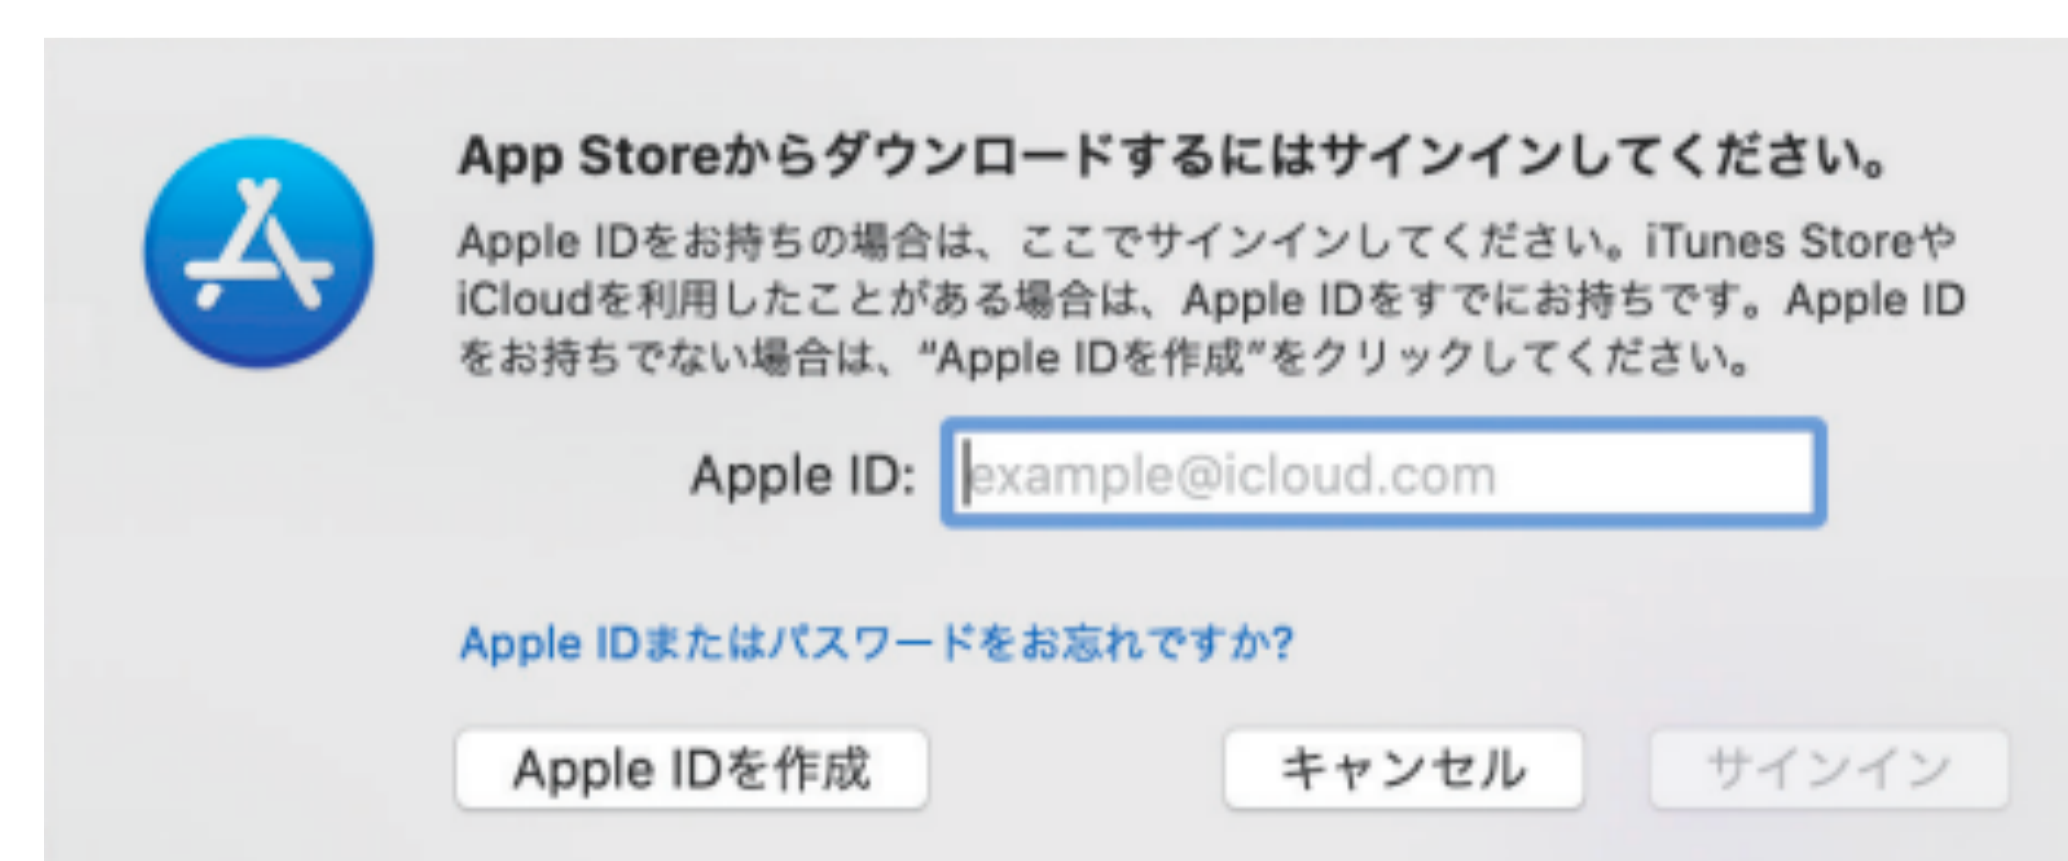 App Storeからダウンロードするにはサインインしてください。
Apple IDをお持ちの場合は、ここでサインインしてください。iTunes Storeや
iCloudを利用したことがある場合は、Apple IDをすでにお持ちです。Apple ID
をお持ちでない場合は、“Apple IDを作成”をクリックしてください。
Apple ID: example@icloud.com
Apple IDまたはパスワードをお忘れですか?
Apple IDを作成 キャンセル サインイン